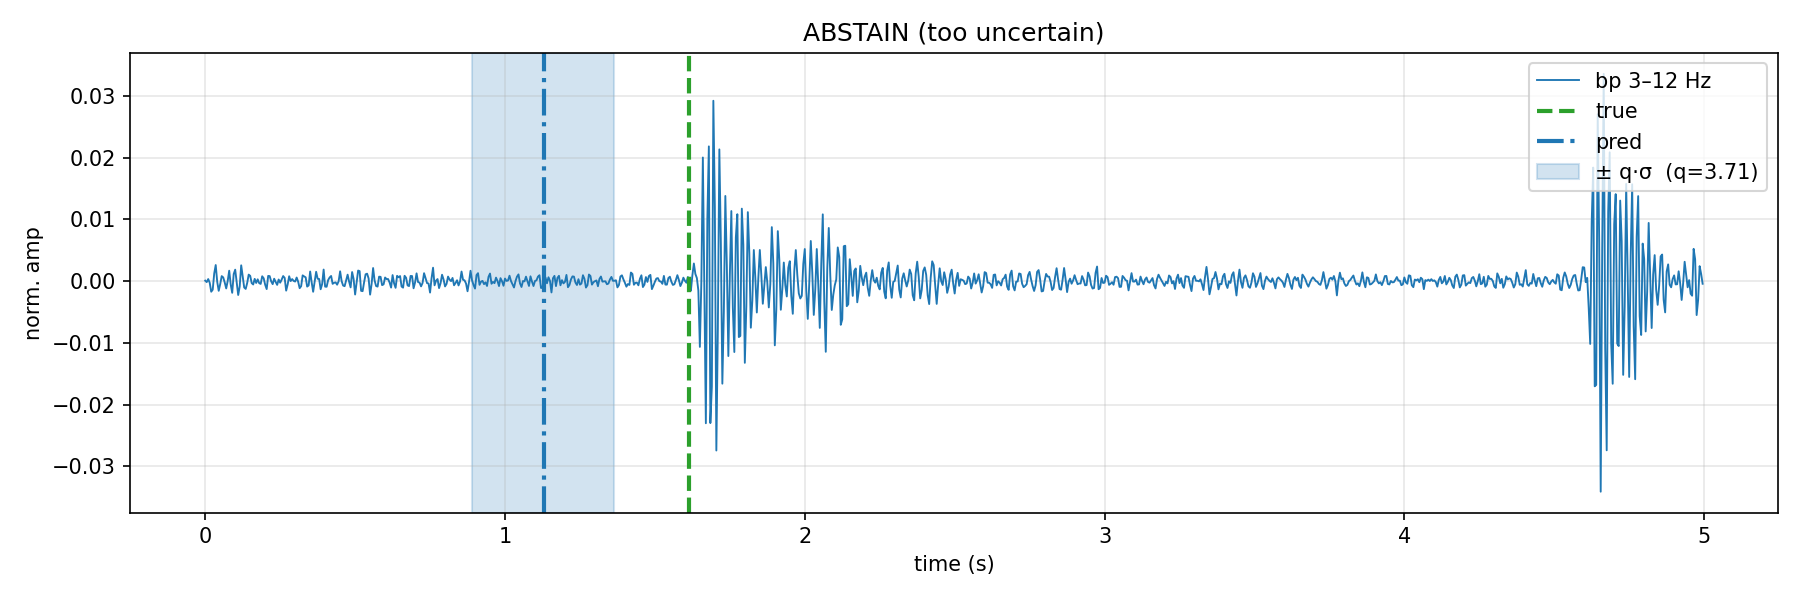 ABSTAIN (too uncertain)
bp 3–12 Hz
true
pred
± q·σ (q=3.71)
norm. amp
0.03
0.02
0.01
0.00
−0.01
−0.02
−0.03
0 1 2 3 4 5
time (s)